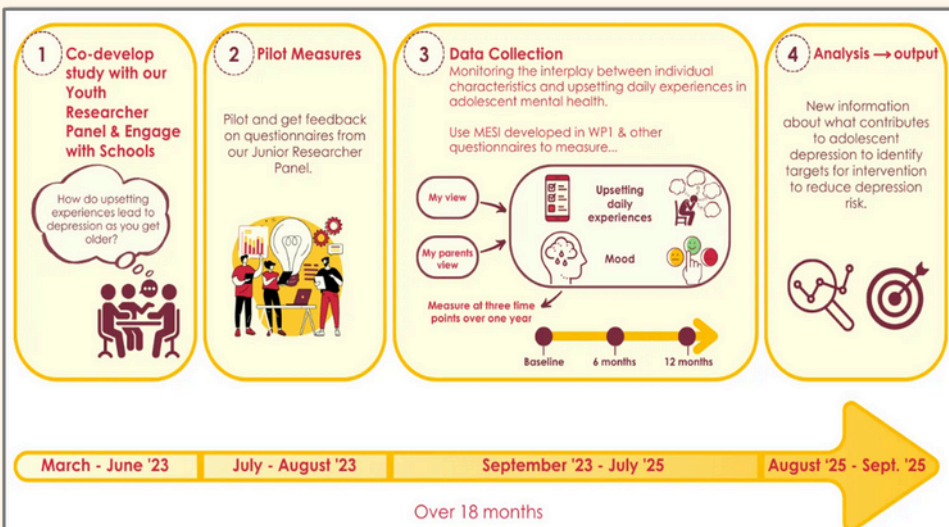 1
Co-develop
study with our
Youth
Researcher
Panel & Engage
with Schools
How do upsetting
experiences lead to
depression as you get
older?
2
Pilot Measures
Pilot and get feedback
on questionnaires from
our Junior Researcher
Panel.
3
Data Collection
Monitoring the interplay between individual
characteristics and upsetting daily experiences in
adolescent mental health.
Use MESI developed in WP1 & other
questionnaires to measure...
My view
My parents
view
Upsetting
daily
experiences
Mood
Measure at three time
points over one year
Baseline
6 months
12 months
4
Analysis → output
New information
about what contributes
to adolescent
depression to identify
targets for intervention
to reduce depression
risk.
March - June '23
July - August '23
September '23 - July '25
August '25 - Sept. '25
Over 18 months